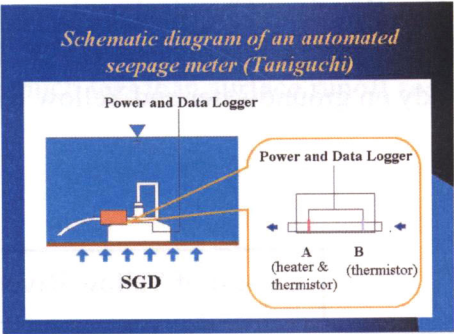 Schematic diagram of an automated
seepage meter (Taniguchi)
Power and Data Logger
Power and Data Logger
A
(heater &
thermistor)
B
(thermistor)
SGD